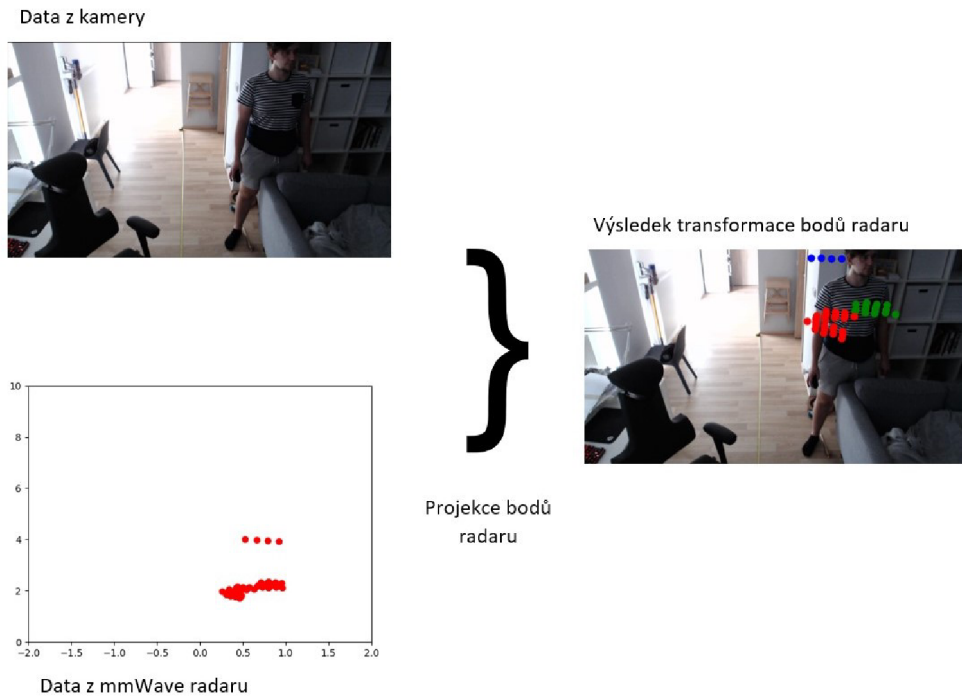 Data z kamery
Výsledek transformace bodů radaru
Projekce bodů
radaru
10
8
6
4
2
0
−2.0 −1.5 −1.0 −0.5 0.0 0.5 1.0 1.5 2.0
Data z mmWave radaru